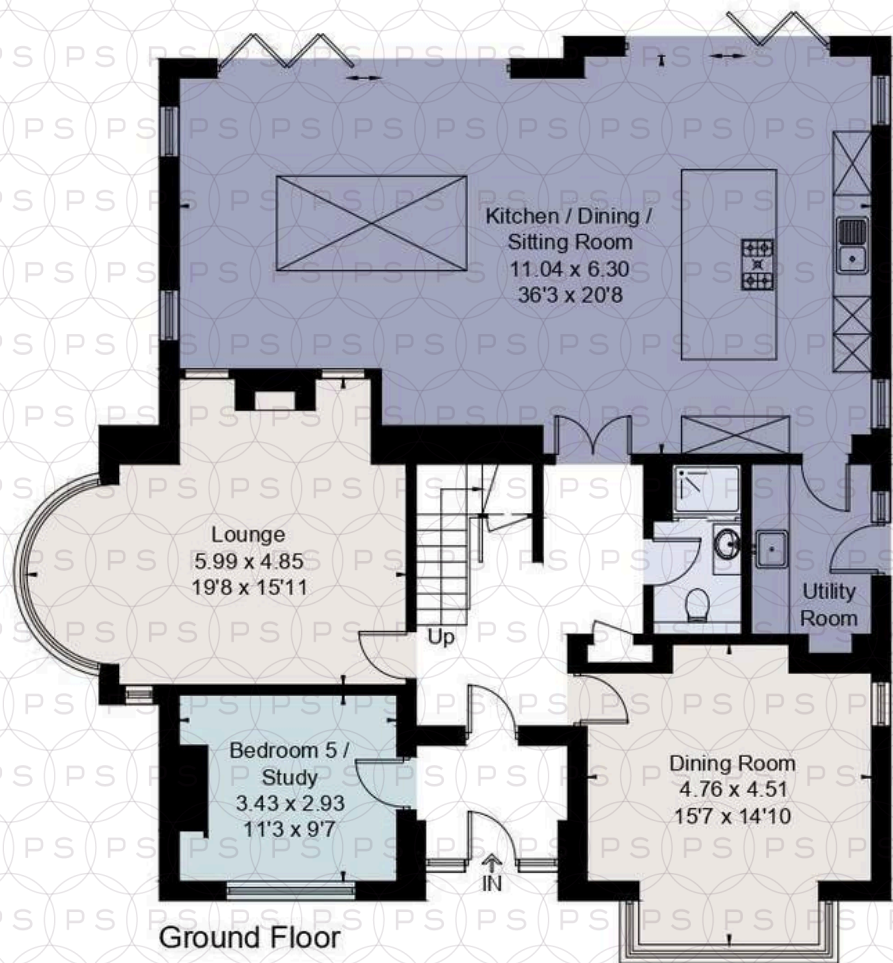 Kitchen / Dining /
Sitting Room
11.04 x 6.30
36'3 x 20'8
Lounge
5.99 x 4.85
19'8 x 15'11
Up
Utility
Room
Bedroom 5 /
Study
3.43 x 2.93
11'3 x 9'7
Dining Room
4.76 x 4.51
15'7 x 14'10
IN
Ground Floor
PS